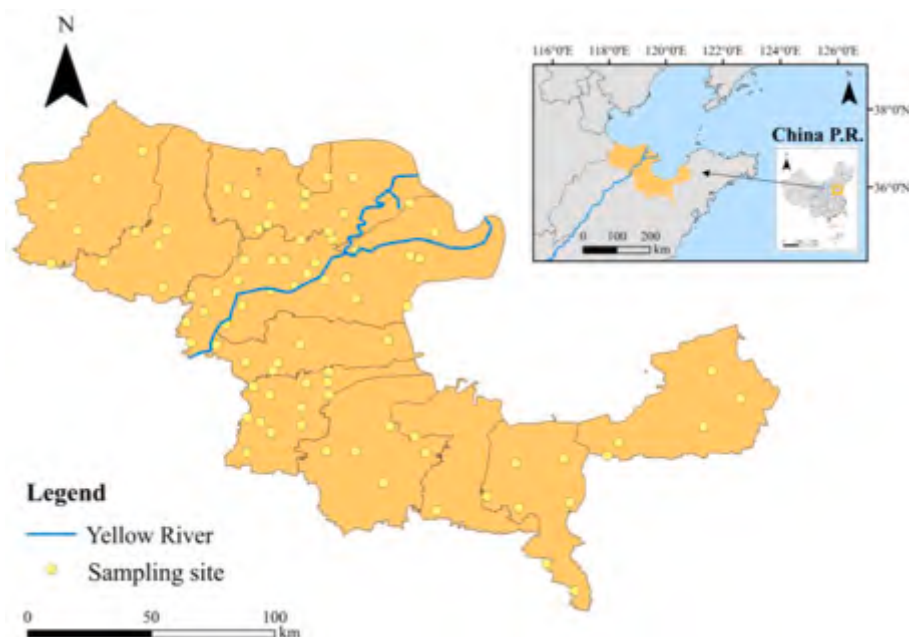 N
116°0'E 118°0'E 120°0'E 122°0'E 124°0'E 126°0'E
N
38°0'N
China P.R.
36°0'N
0 100 200
km
Legend
Yellow River
Sampling site
0 50 100
km